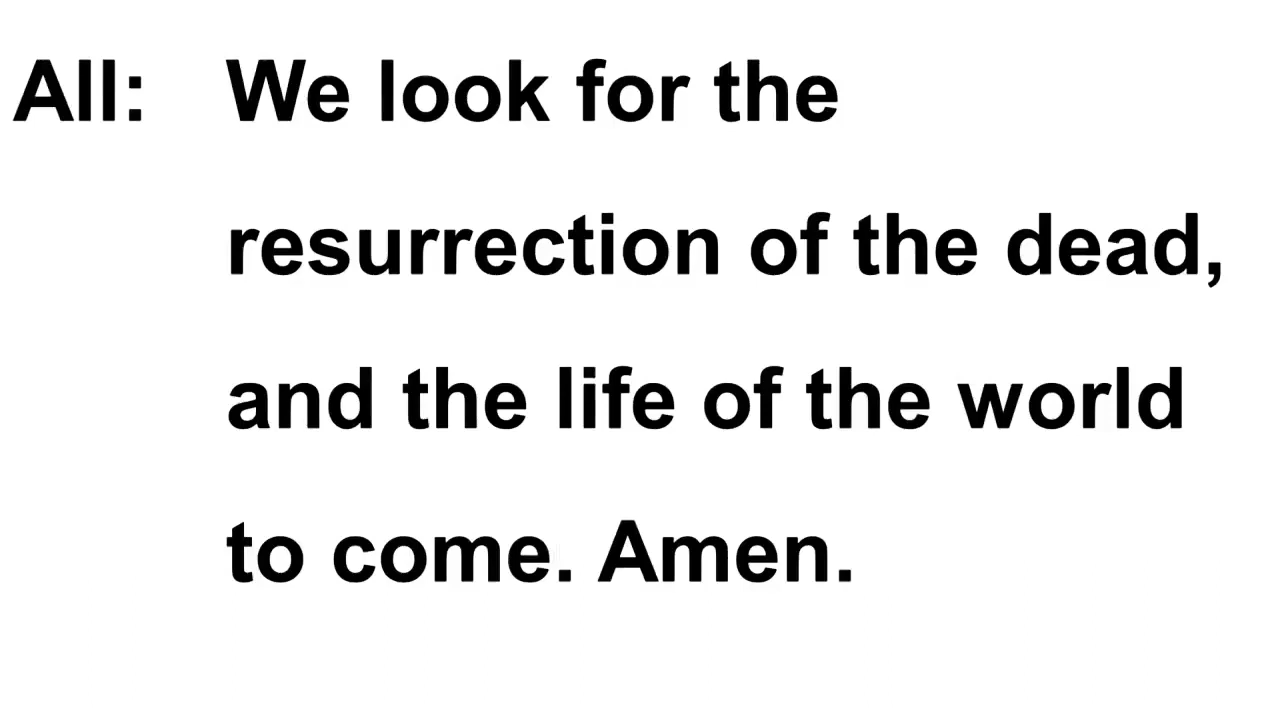 All: We look for the
resurrection of the dead,
and the life of the world
to come. Amen.